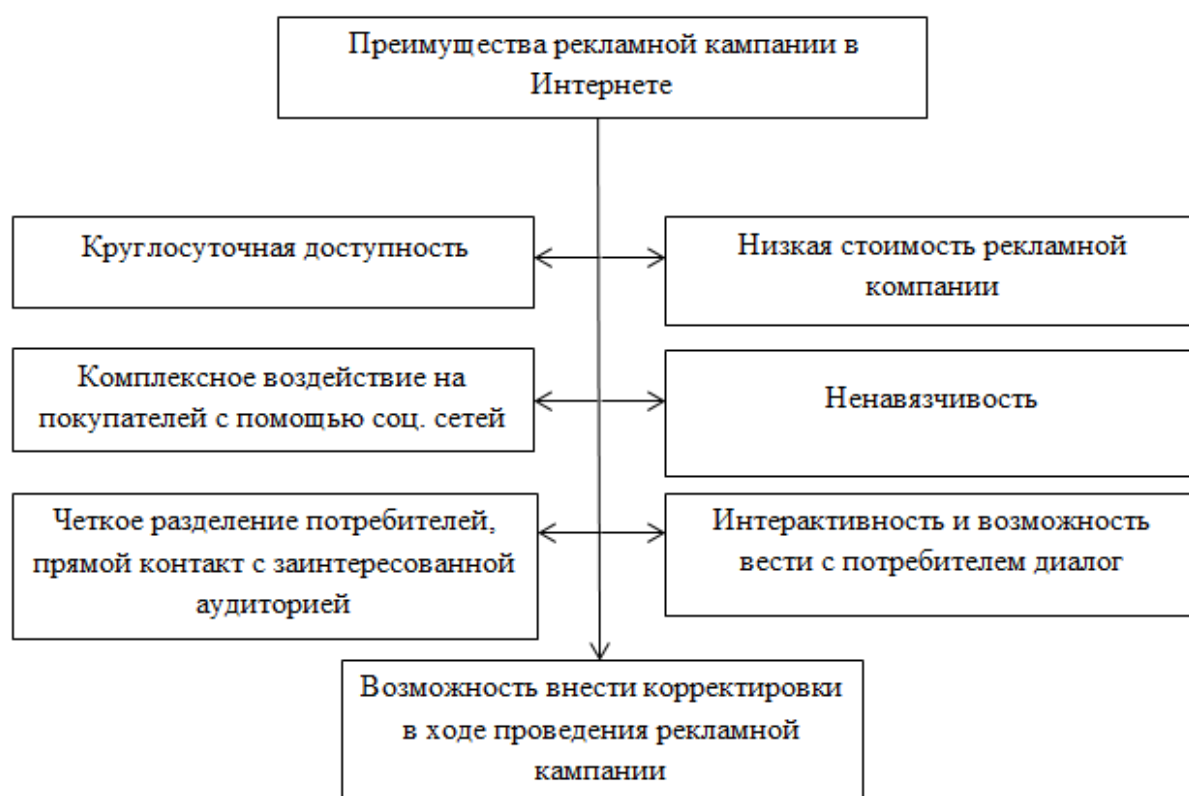 Преимущества рекламной кампании в
Интернете
Круглосуточная доступность
Низкая стоимость рекламной
компании
Комплексное воздействие на
покупателей с помощью соц. сетей
Ненавязчивость
Четкое разделение потребителей,
прямой контакт с заинтересованной
аудиторией
Интерактивность и возможность
вести с потребителем диалог
Возможность внести корректировки
в ходе проведения рекламной
кампании